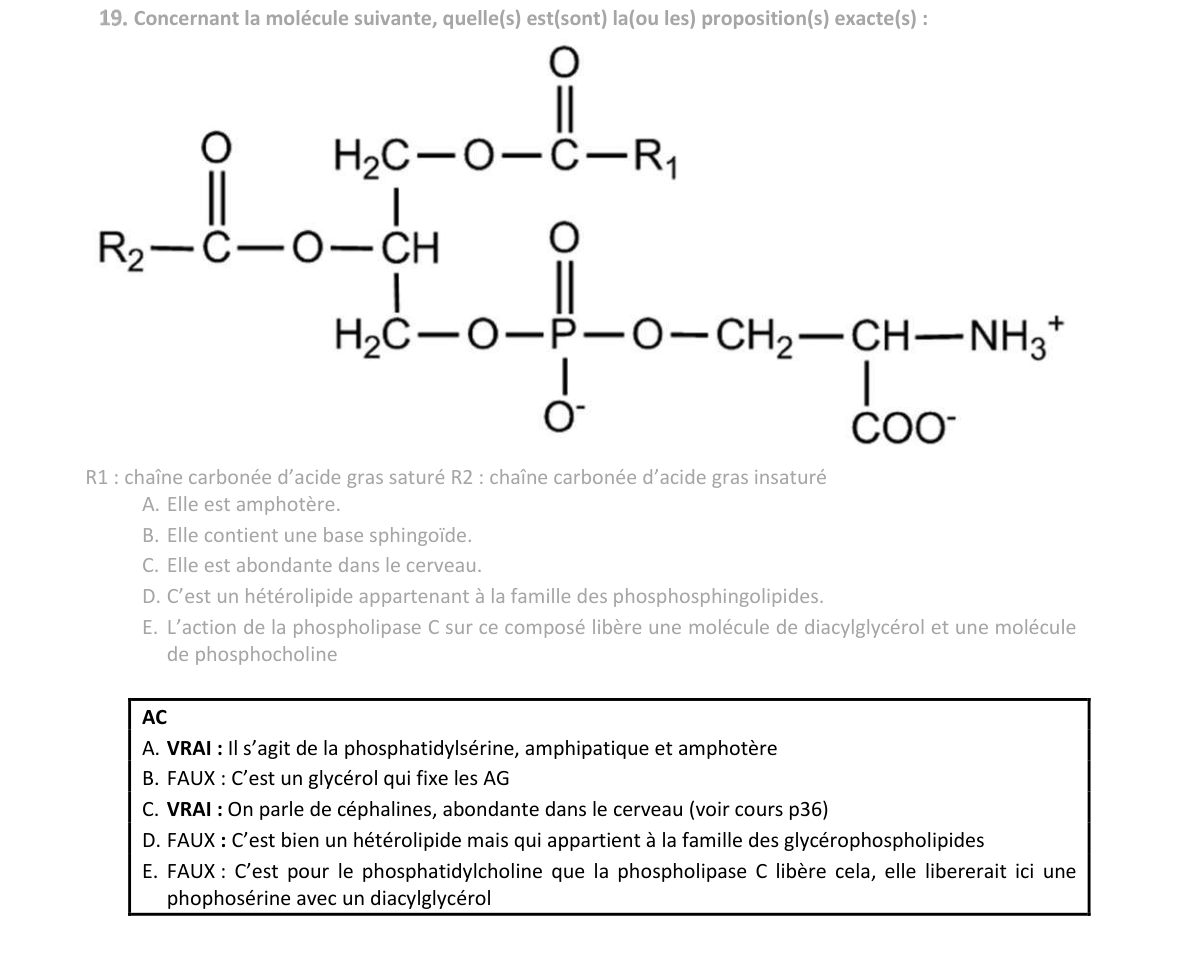 19. Concernant la molécule suivante, quelle(s) est(sont) la(ou les) proposition(s) exacte(s) :
O
||
O H₂C—O—C—R₁
|| |
R₂—C—O—CH O
| ||
H₂C—O—P—O—CH₂—CH—NH₃⁺
| |
O⁻ COO⁻
R1 : chaîne carbonée d’acide gras saturé R2 : chaîne carbonée d’acide gras insaturé
A. Elle est amphotère.
B. Elle contient une base sphingoïde.
C. Elle est abondante dans le cerveau.
D. C’est un hétérolipide appartenant à la famille des phosphosphingolipides.
E. L’action de la phospholipase C sur ce composé libère une molécule de diacylglycérol et une molécule
de phosphocholine
AC
A. VRAI : Il s’agit de la phosphatidylsérine, amphipatique et amphotère
B. FAUX : C’est un glycérol qui fixe les AG
C. VRAI : On parle de céphalines, abondante dans le cerveau (voir cours p36)
D. FAUX : C’est bien un hétérolipide mais qui appartient à la famille des glycérophospholipides
E. FAUX : C’est pour le phosphatidylcholine que la phospholipase C libère cela, elle libererait ici une
phophosérine avec un diacylglycérol